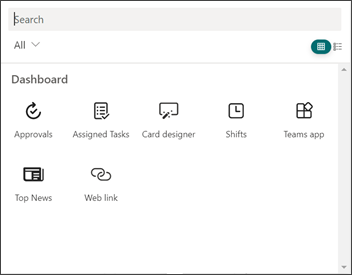 Search
All
Dashboard
Approvals
Assigned Tasks
Card designer
Shifts
Teams app
Top News
Web link